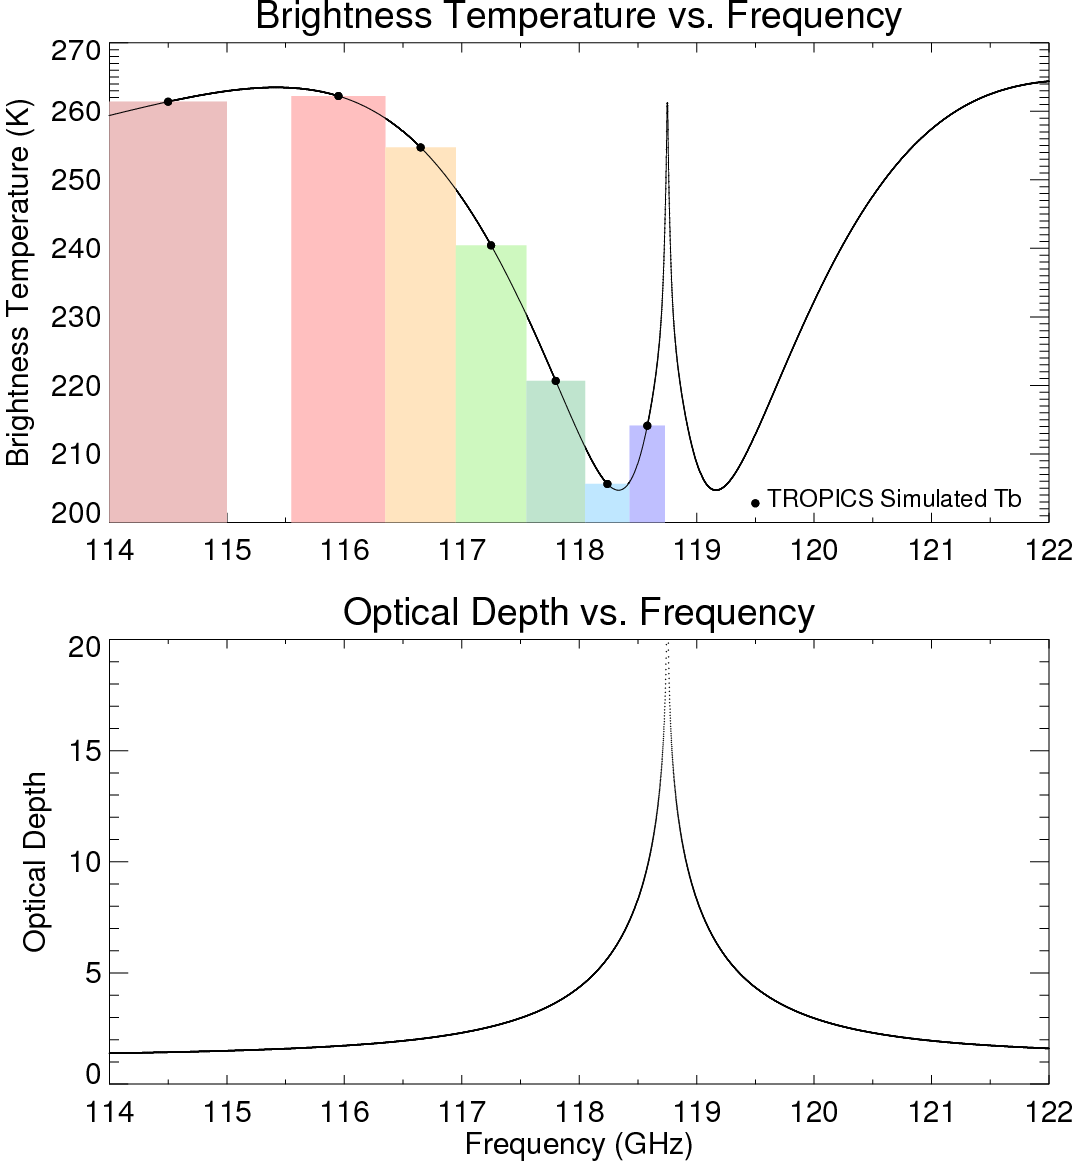 Brightness Temperature vs. Frequency
Brightness Temperature (K)
270
260
250
240
230
220
210
200
TROPICS Simulated Tb
114 115 116 117 118 119 120 121 122
Optical Depth vs. Frequency
Optical Depth
20
15
10
5
0
114 115 116 117 118 119 120 121 122
Frequency (GHz)